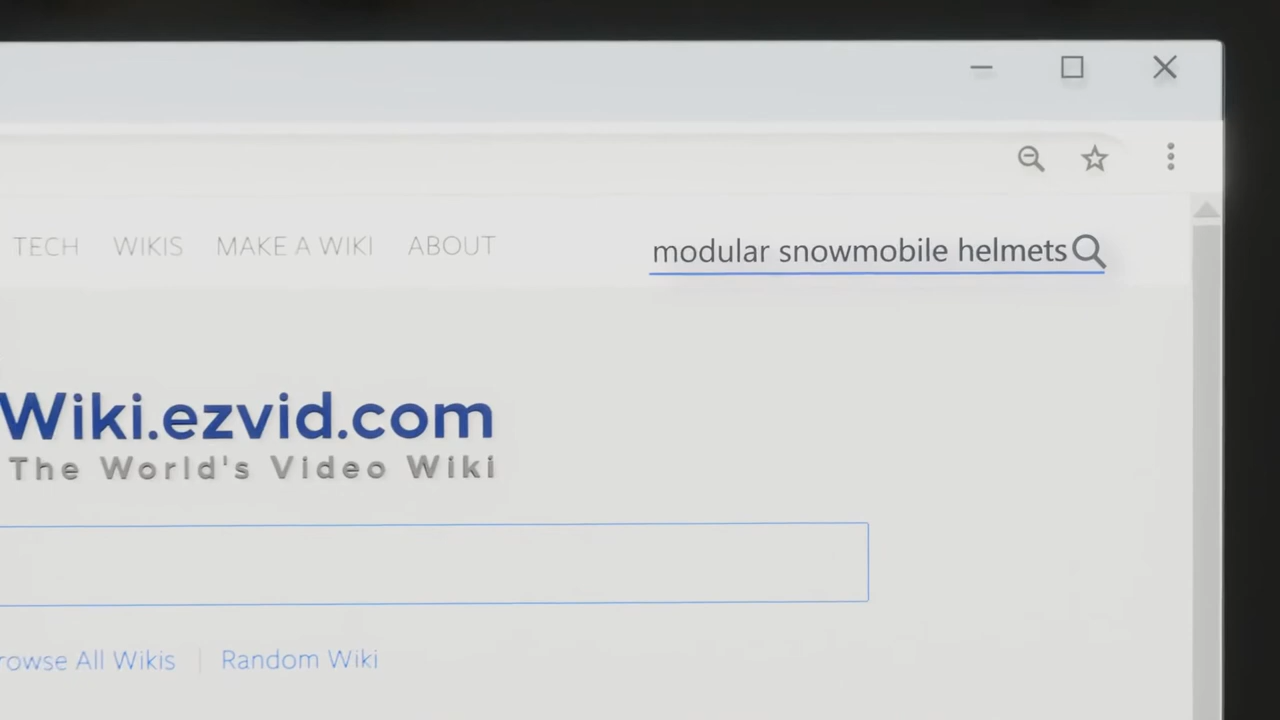 TECH WIKIS MAKE A WIKI ABOUT
modular snowmobile helmets
Wiki.ezvid.com
The World's Video Wiki
rowse All Wikis | Random Wiki